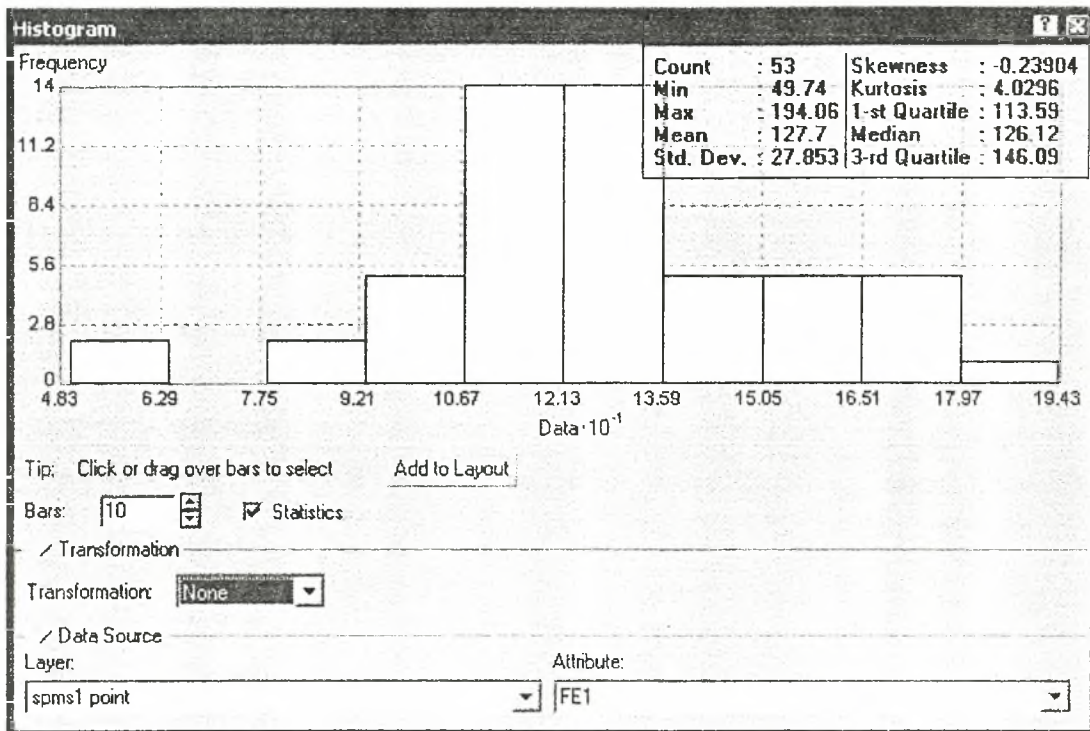 Histogram
Frequency
Count : 53 Skewness : -0.23904
Min : 49.74 Kurtosis : 4.0296
Max : 194.06 1-st Quartile : 113.59
Mean : 127.7 Median : 126.12
Std. Dev. : 27.853 3-rd Quartile : 146.09
14
11.2
8.4
5.6
2.8
0
4.83 6.29 7.75 9.21 10.67 12.13 13.59 15.05 16.51 17.97 19.43
Data·10⁻¹
Tip: Click or drag over bars to select Add to Layout
Bars: 10 Statistics
Transformation
Transformation: None
Data Source
Layer: Attribute:
spms1 point FE1